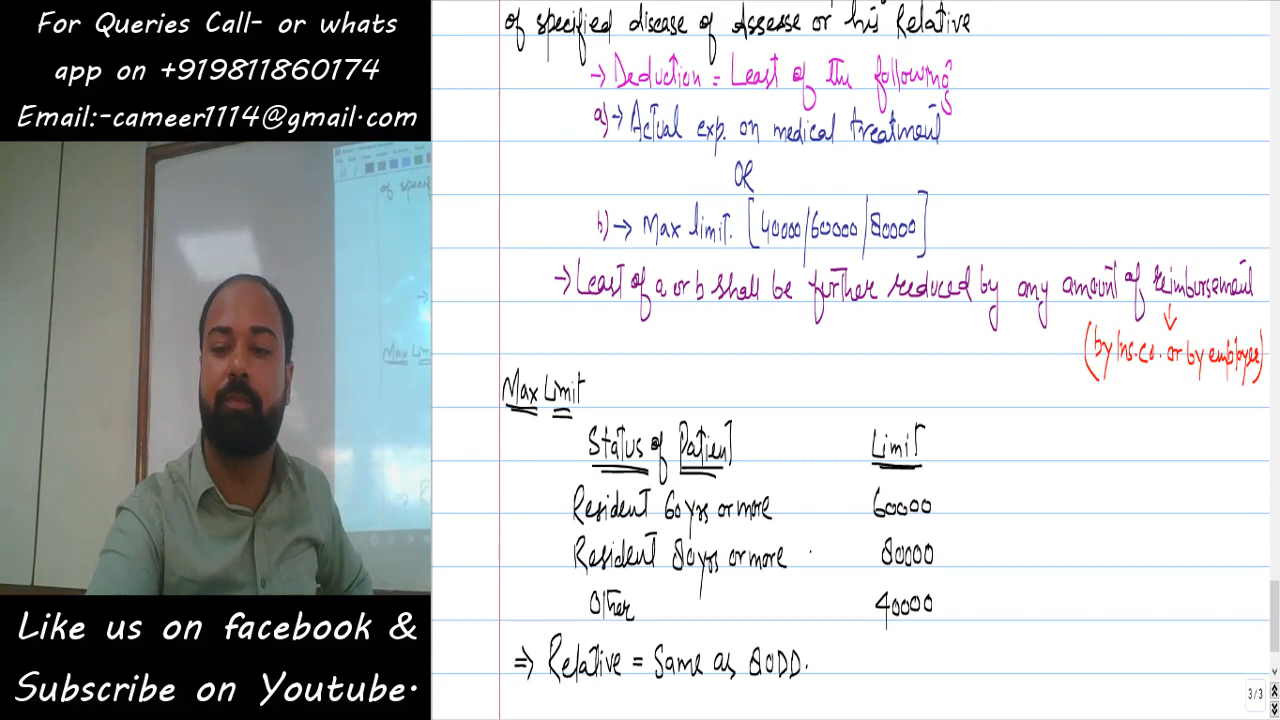 For Queries Call- or whats
app on +919811860174
Email:-cameer1114@gmail.com
of specified disease of Assesse or his Relative
→ Deduction = Least of the following
a) → Actual exp. on medical treatment
OR
b) → Max limit. [40000/60000/80000]
→ Least of a or b shall be further reduced by any amount of reimbursement
(by Ins.co. or by employer)
Max Limit
Status of Patient Limit
Resident 60 yrs or more 60000
Resident 80 yrs or more 80000
Other 40000
⇒ Relative = Same as 80DD.
Like us on facebook &
Subscribe on Youtube.
3/3
of specif
Max Lim